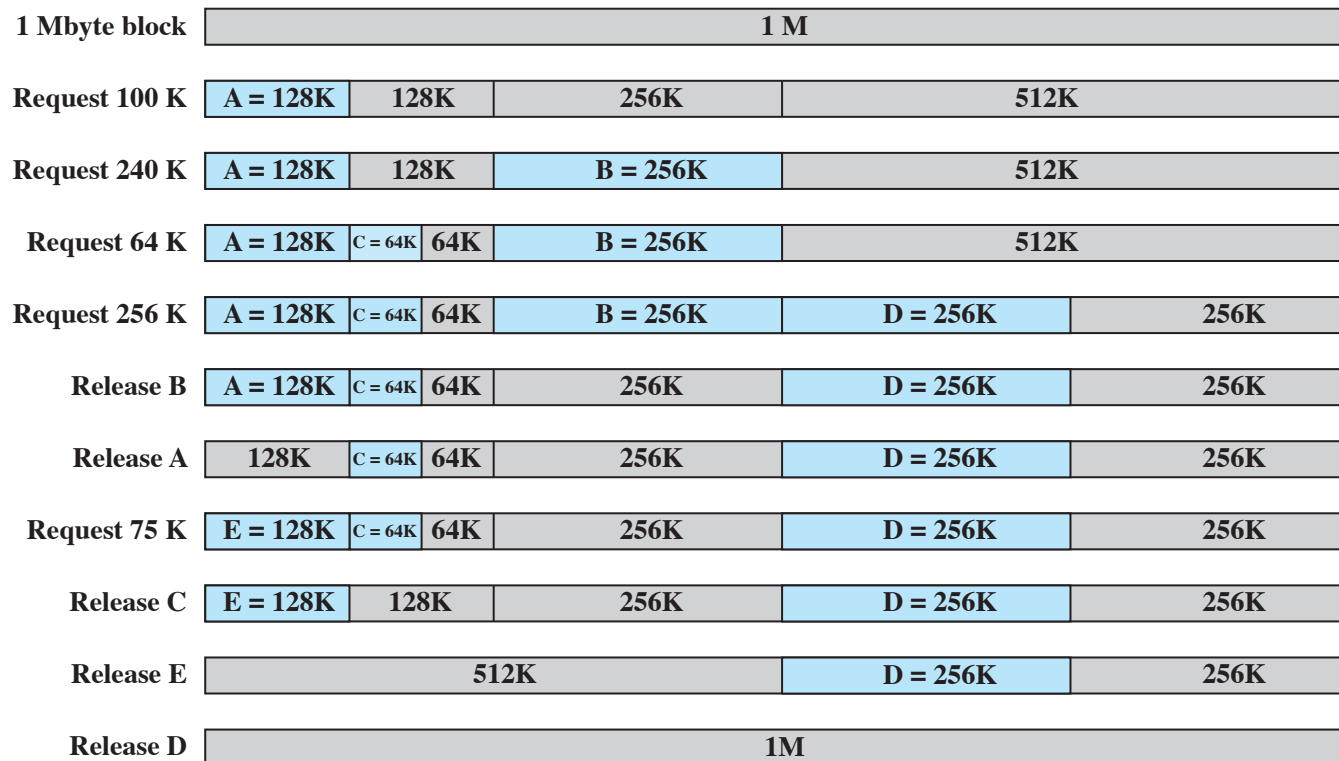 1 Mbyte block 1 M
Request 100 K A = 128K 128K 256K 512K
Request 240 K A = 128K 128K B = 256K 512K
Request 64 K A = 128K C = 64K 64K B = 256K 512K
Request 256 K A = 128K C = 64K 64K B = 256K D = 256K 256K
Release B A = 128K C = 64K 64K 256K D = 256K 256K
Release A 128K C = 64K 64K 256K D = 256K 256K
Request 75 K E = 128K C = 64K 64K 256K D = 256K 256K
Release C E = 128K 128K 256K D = 256K 256K
Release E 512K D = 256K 256K
Release D 1M